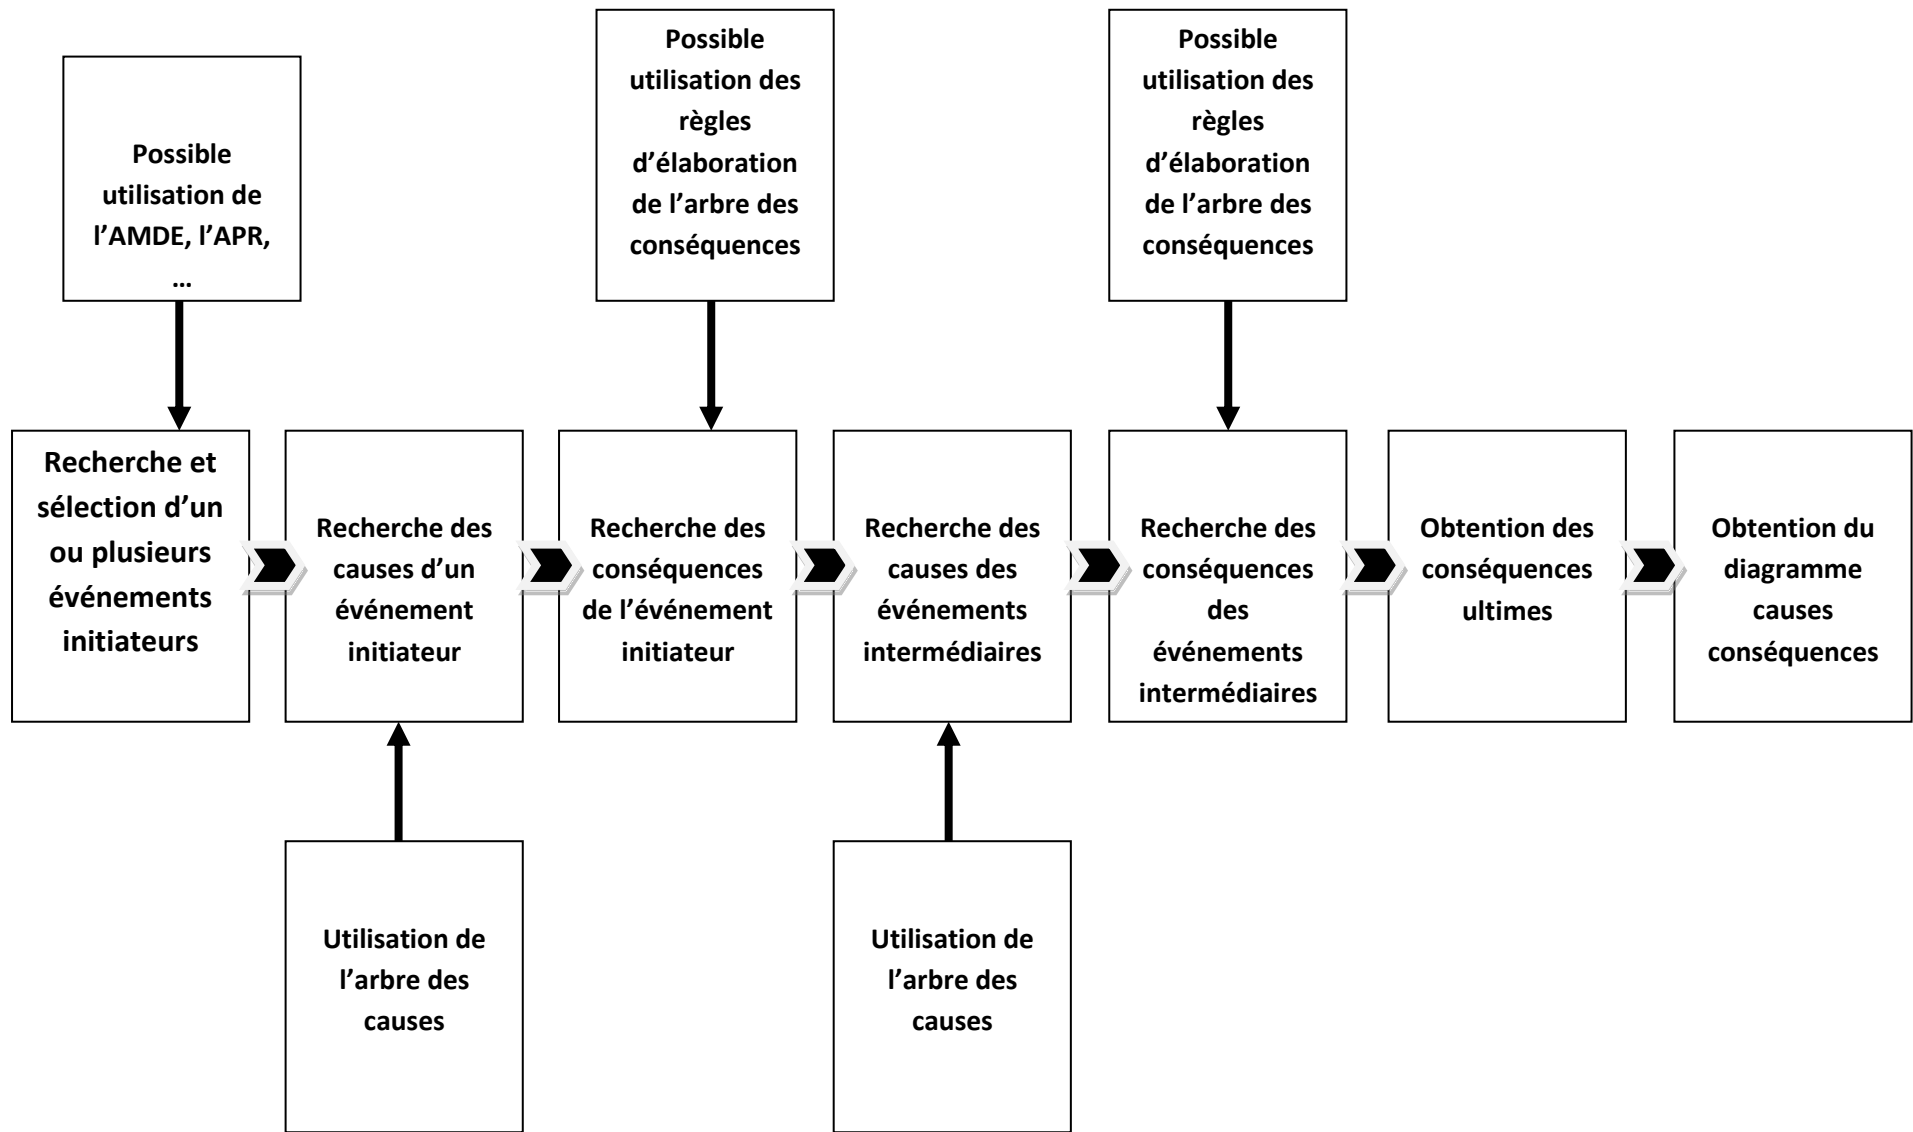 Possible
utilisation de
l’AMDE, l’APR,
…
Possible
utilisation des
règles
d’élaboration
de l’arbre des
conséquences
Possible
utilisation des
règles
d’élaboration
de l’arbre des
conséquences
Recherche et
sélection d’un
ou plusieurs
événements
initiateurs
Recherche des
causes d’un
événement
initiateur
Recherche des
conséquences
de l’événement
initiateur
Recherche des
causes des
événements
intermédiaires
Recherche des
conséquences
des
événements
intermédiaires
Obtention des
conséquences
ultimes
Obtention du
diagramme
causes
conséquences
Utilisation de
l’arbre des
causes
Utilisation de
l’arbre des
causes